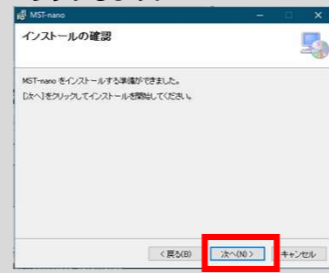 MST-nano
インストールの確認
MST-nano をインストールする準備ができました。
[次へ]をクリックしてインストールを開始してください。
< 戻る(B)
次へ(N) >
キャンセル